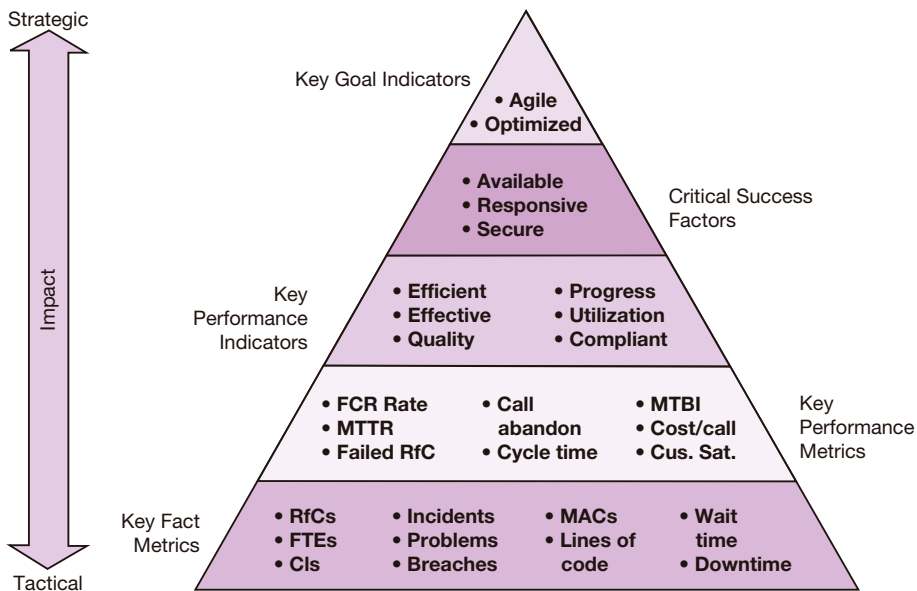 Strategic
Impact
Tactical
Key Goal Indicators
• Agile
• Optimized
• Available
• Responsive
• Secure
Critical Success
Factors
Key
Performance
Indicators
• Efficient
• Effective
• Quality
• Progress
• Utilization
• Compliant
• FCR Rate
• MTTR
• Failed RfC
• Call
abandon
• Cycle time
• MTBI
• Cost/call
• Cus. Sat.
Key
Performance
Metrics
Key Fact
Metrics
• RfCs
• FTEs
• CIs
• Incidents
• Problems
• Breaches
• MACs
• Lines of
code
• Wait
time
• Downtime